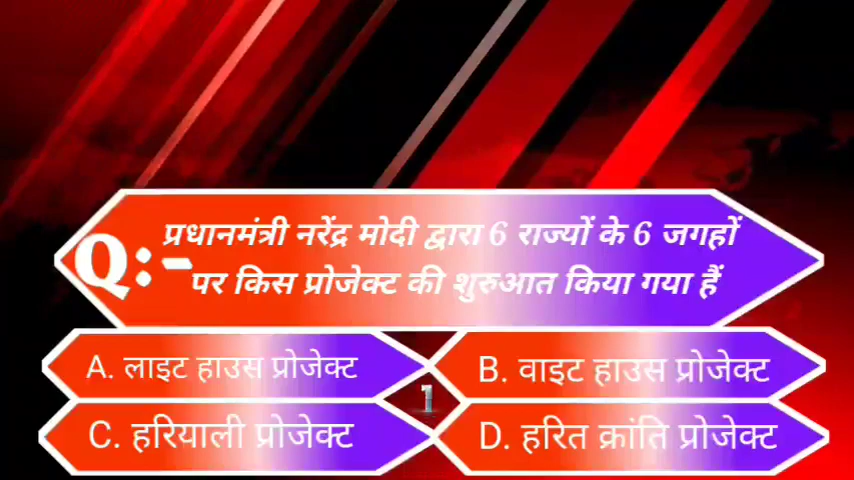 Q:-
प्रधानमंत्री नरेंद्र मोदी द्वारा 6 राज्यों के 6 जगहों
पर किस प्रोजेक्ट की शुरुआत किया गया हैं
A. लाइट हाउस प्रोजेक्ट
B. वाइट हाउस प्रोजेक्ट
1
C. हरियाली प्रोजेक्ट
D. हरित क्रांति प्रोजेक्ट